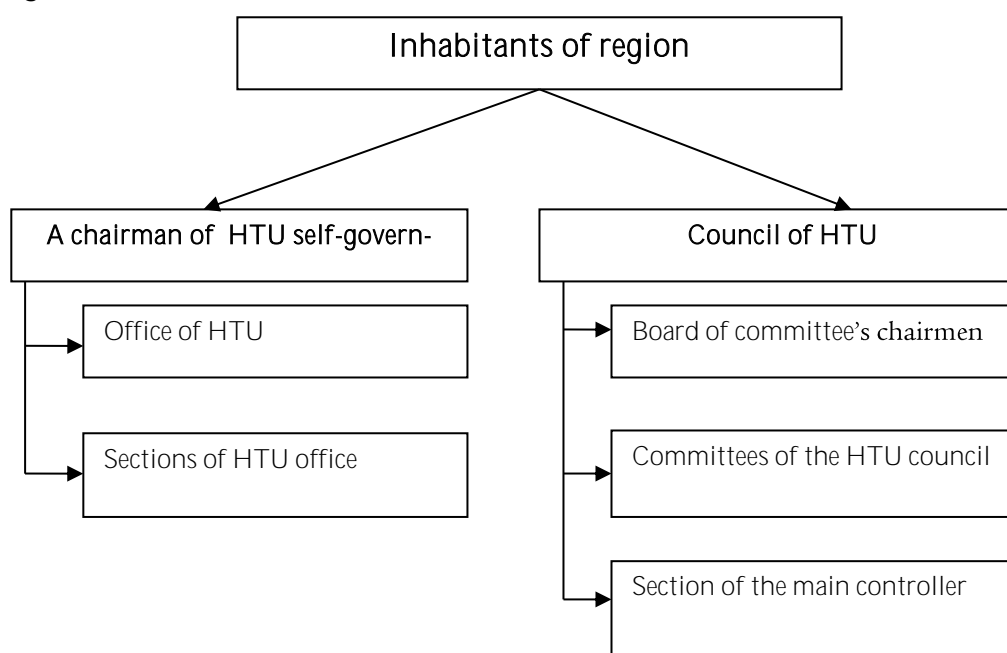 Inhabitants of region
A chairman of HTU self-govern-
Council of HTU
Office of HTU
Board of committee's chairmen
Sections of HTU office
Committees of the HTU council
Section of the main controller